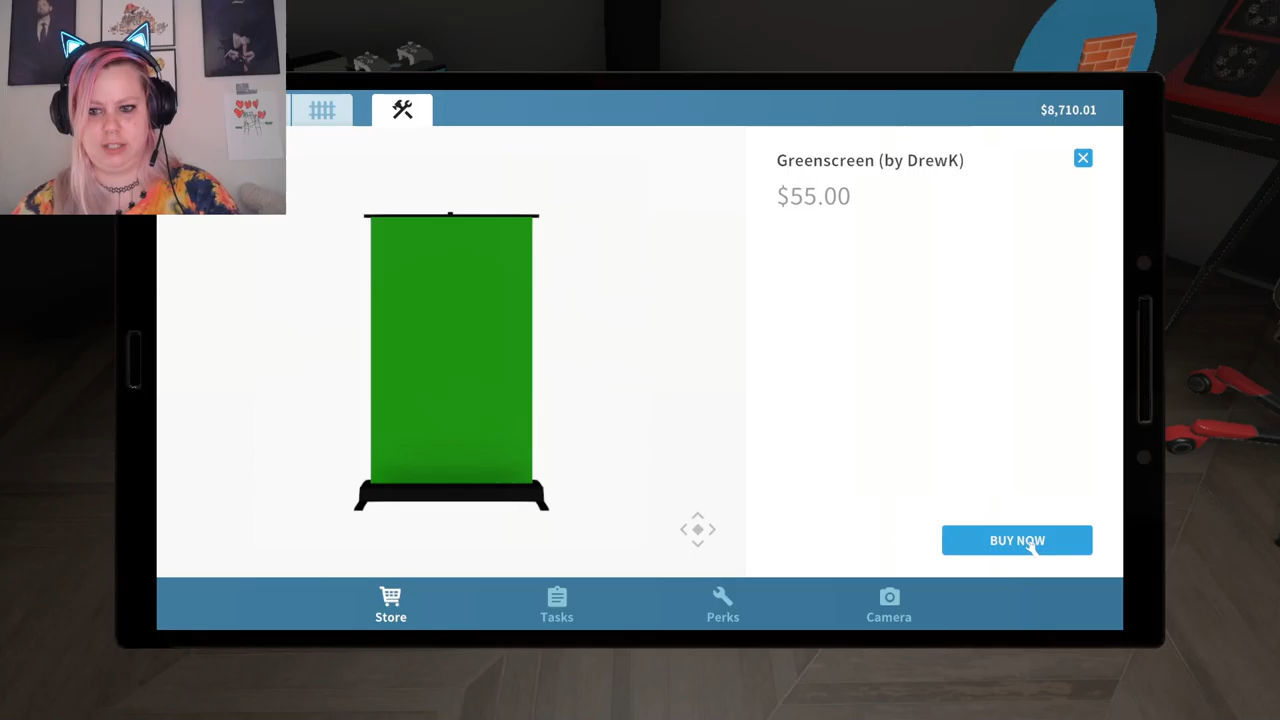 $8,710.01
Greenscreen (by DrewK)
$55.00
BUY NOW
Store
Tasks
Perks
Camera